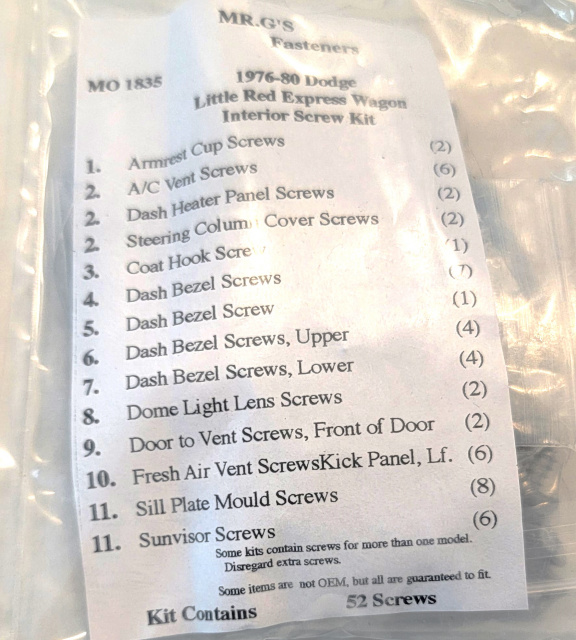 MR.G'S
Fasteners
MO 1835
1976-80 Dodge
Little Red Express Wagon
Interior Screw Kit
1. Armrest Cup Screws (2)
2. A/C Vent Screws (6)
2. Dash Heater Panel Screws (2)
2. Steering Colum Cover Screws (2)
3. Coat Hook Scre (1)
4. Dash Bezel Screws (7)
5. Dash Bezel Screw (1)
6. Dash Bezel Screws, Upper (4)
7. Dash Bezel Screws, Lower (4)
8. Dome Light Lens Screws (2)
9. Door to Vent Screws, Front of Door (2)
10. Fresh Air Vent ScrewsKick Panel, Lf. (6)
11. Sill Plate Mould Screws (8)
11. Sunvisor Screws (6)
Some kits contain screws for more than one model.
Disregard extra screws.
Some items are not OEM, but all are guaranteed to fit.
Kit Contains 52 Screws